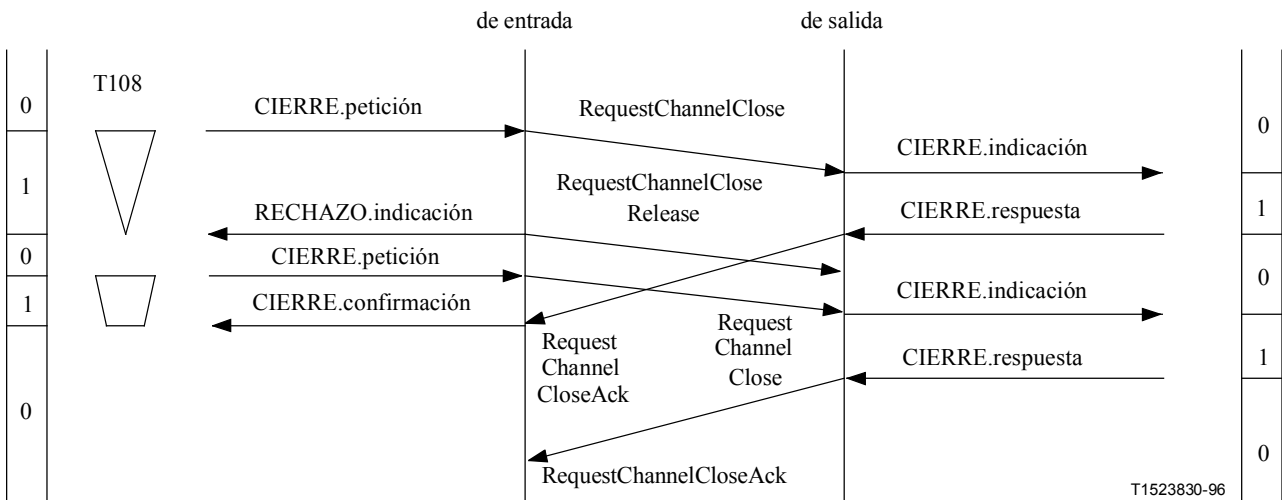 de entrada
de salida
T108
0
CIERRE.petición
RequestChannelClose
0
CIERRE.indicación
1
RequestChannelClose
Release
RECHAZO.indicación
CIERRE.respuesta
1
0
CIERRE.petición
0
CIERRE.indicación
1
CIERRE.confirmación
Request
Channel
CloseAck
Request
Channel
Close
CIERRE.respuesta
1
0
RequestChannelCloseAck
0
T1523830-96